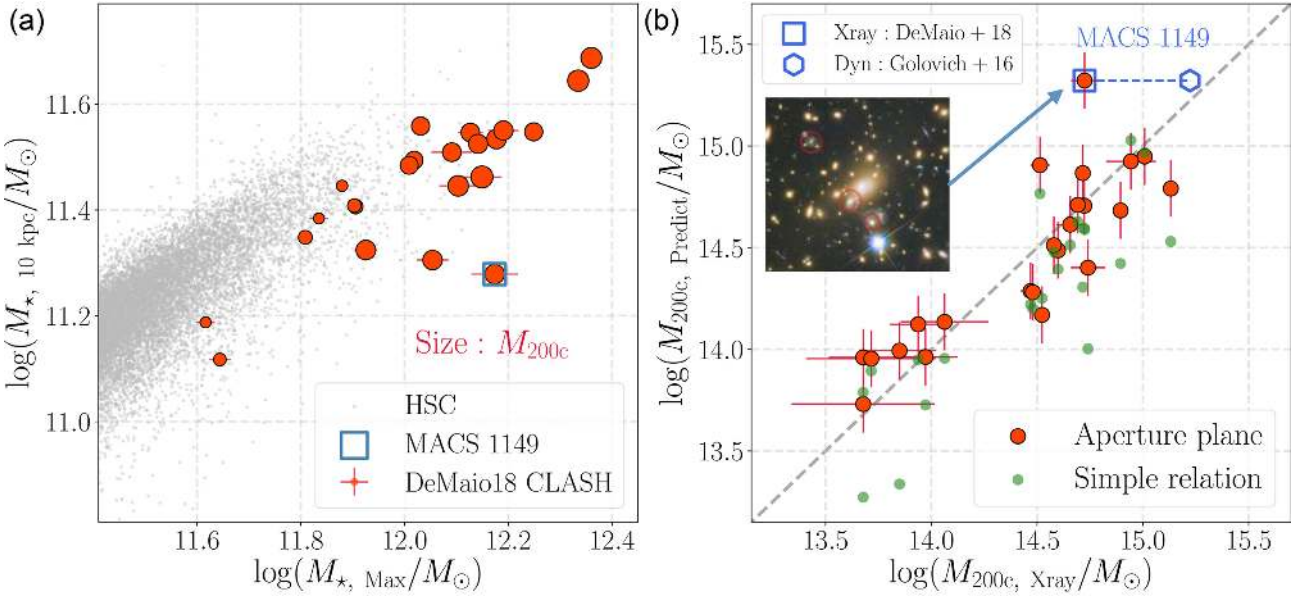 (a)
log(M⋆, 10 kpc/M⊙)
11.6
11.4
11.2
11.0
Size : M200c
HSC
MACS 1149
DeMaio18 CLASH
11.6 11.8 12.0 12.2 12.4
log(M⋆, Max/M⊙)
(b)
log(M200c, Predict/M⊙)
15.5
15.0
14.5
14.0
13.5
Xray : DeMaio + 18
Dyn : Golovich + 16
MACS 1149
Aperture plane
Simple relation
13.5 14.0 14.5 15.0 15.5
log(M200c, Xray/M⊙)